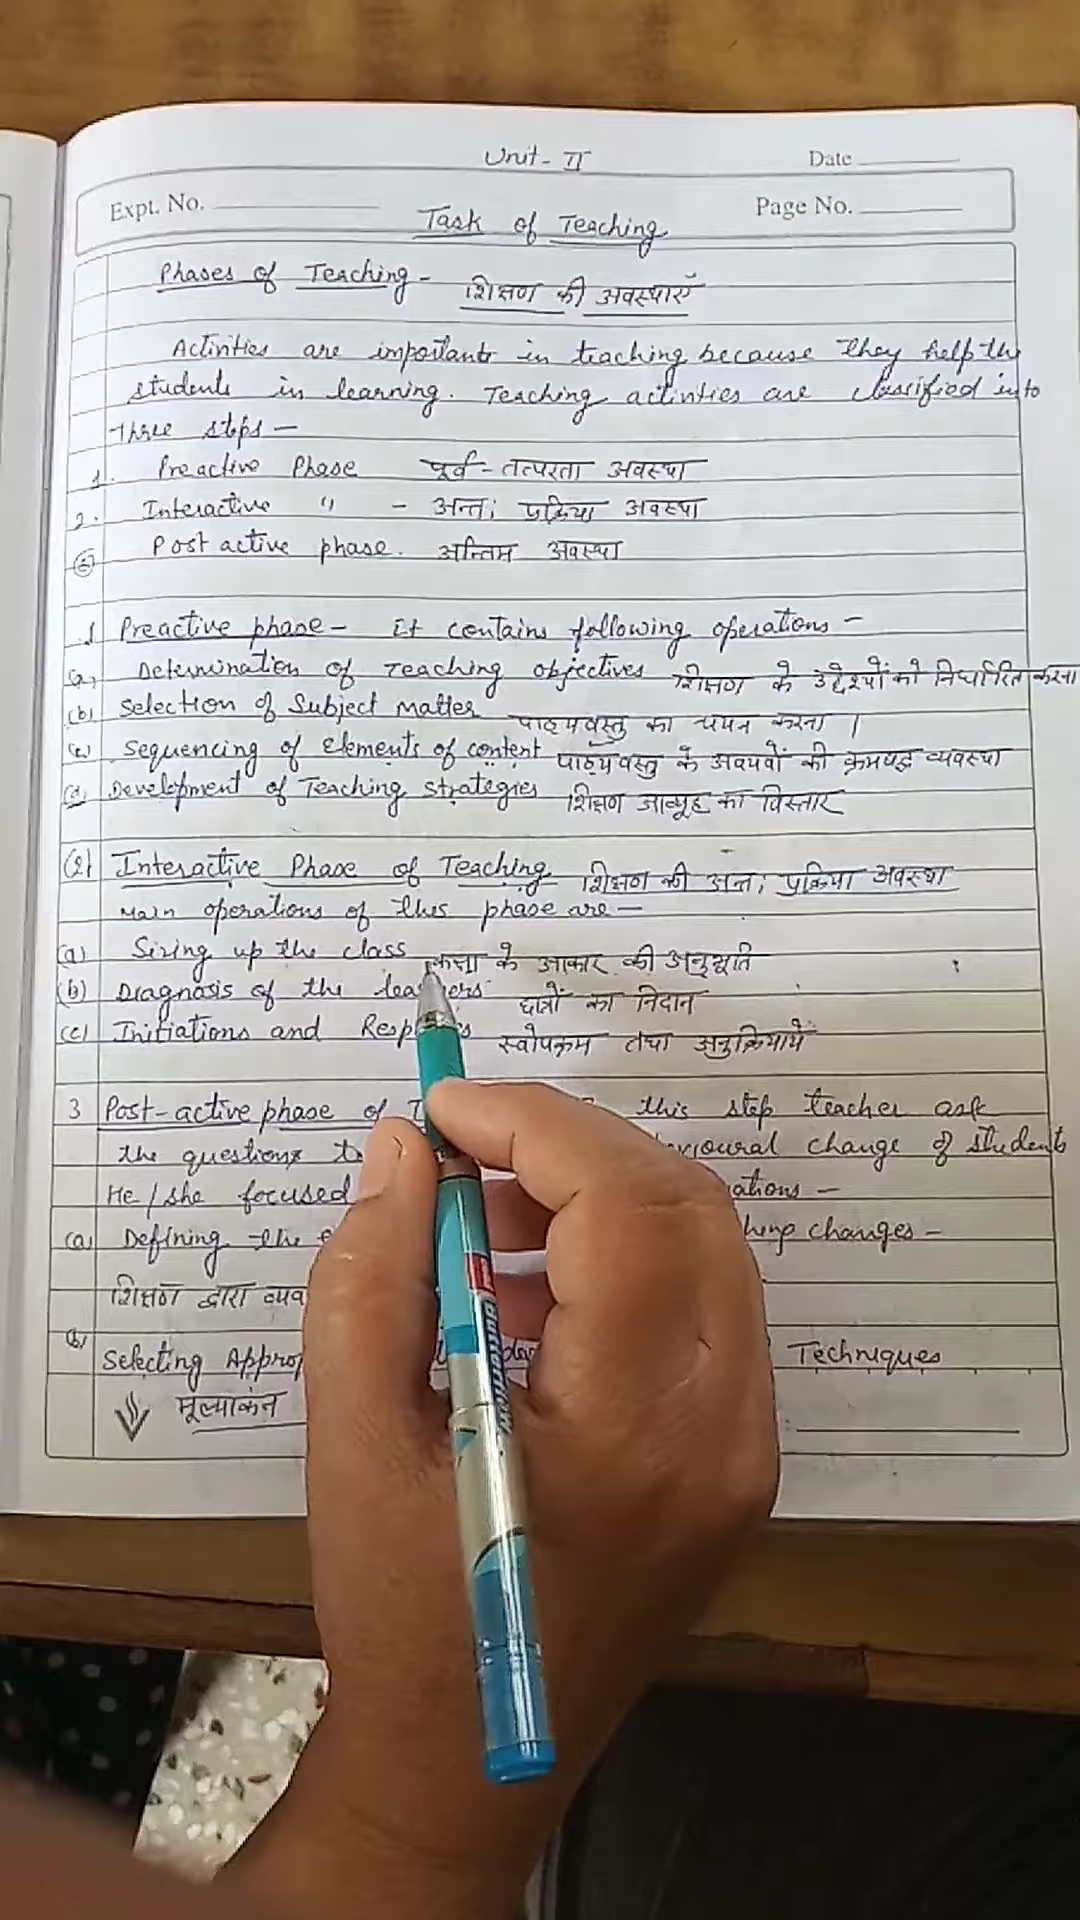 Unit - II
Date
Expt. No.
Page No.
Task of Teaching
Phases of Teaching - शिक्षण की अवस्थाएँ
Activities are important in teaching because they help the
students in learning. Teaching activities are classified into
three steps -
1. Preactive Phase पूर्व - तत्परता अवस्था
2. Interactive " - अन्तः प्रक्रिया अवस्था
③ Post active phase. अन्तिम अवस्था
1 Preactive phase - it contains following operations -
(a) Determination of Teaching objectives शिक्षण के उद्देश्यों को निर्धारित करना
(b) Selection of Subject Matter पाठ्यवस्तु का चयन करना ।
(c) Sequencing of Elements of content पाठ्यवस्तु के अवयवों की क्रमबद्ध व्यवस्था
(d) Development of Teaching Strategies शिक्षण आव्यूह का विस्तार
(2) Interactive Phase of Teaching शिक्षण की अन्तः प्रक्रिया अवस्था
Main operations of this phase are -
(a) Sizing up the class कक्षा के आकार की अनुभूति
(b) Diagnosis of the learners छात्रों का निदान
(c) Initiations and स्वोपक्रम तथा अनुक्रियायें
3 Post-active phase of this step teacher ask
the questions behavioural change of students
He/she focused
(a) Defining the changes -
शिक्षण द्वारा
(b) Selecting Techniques
मूल्यांकन